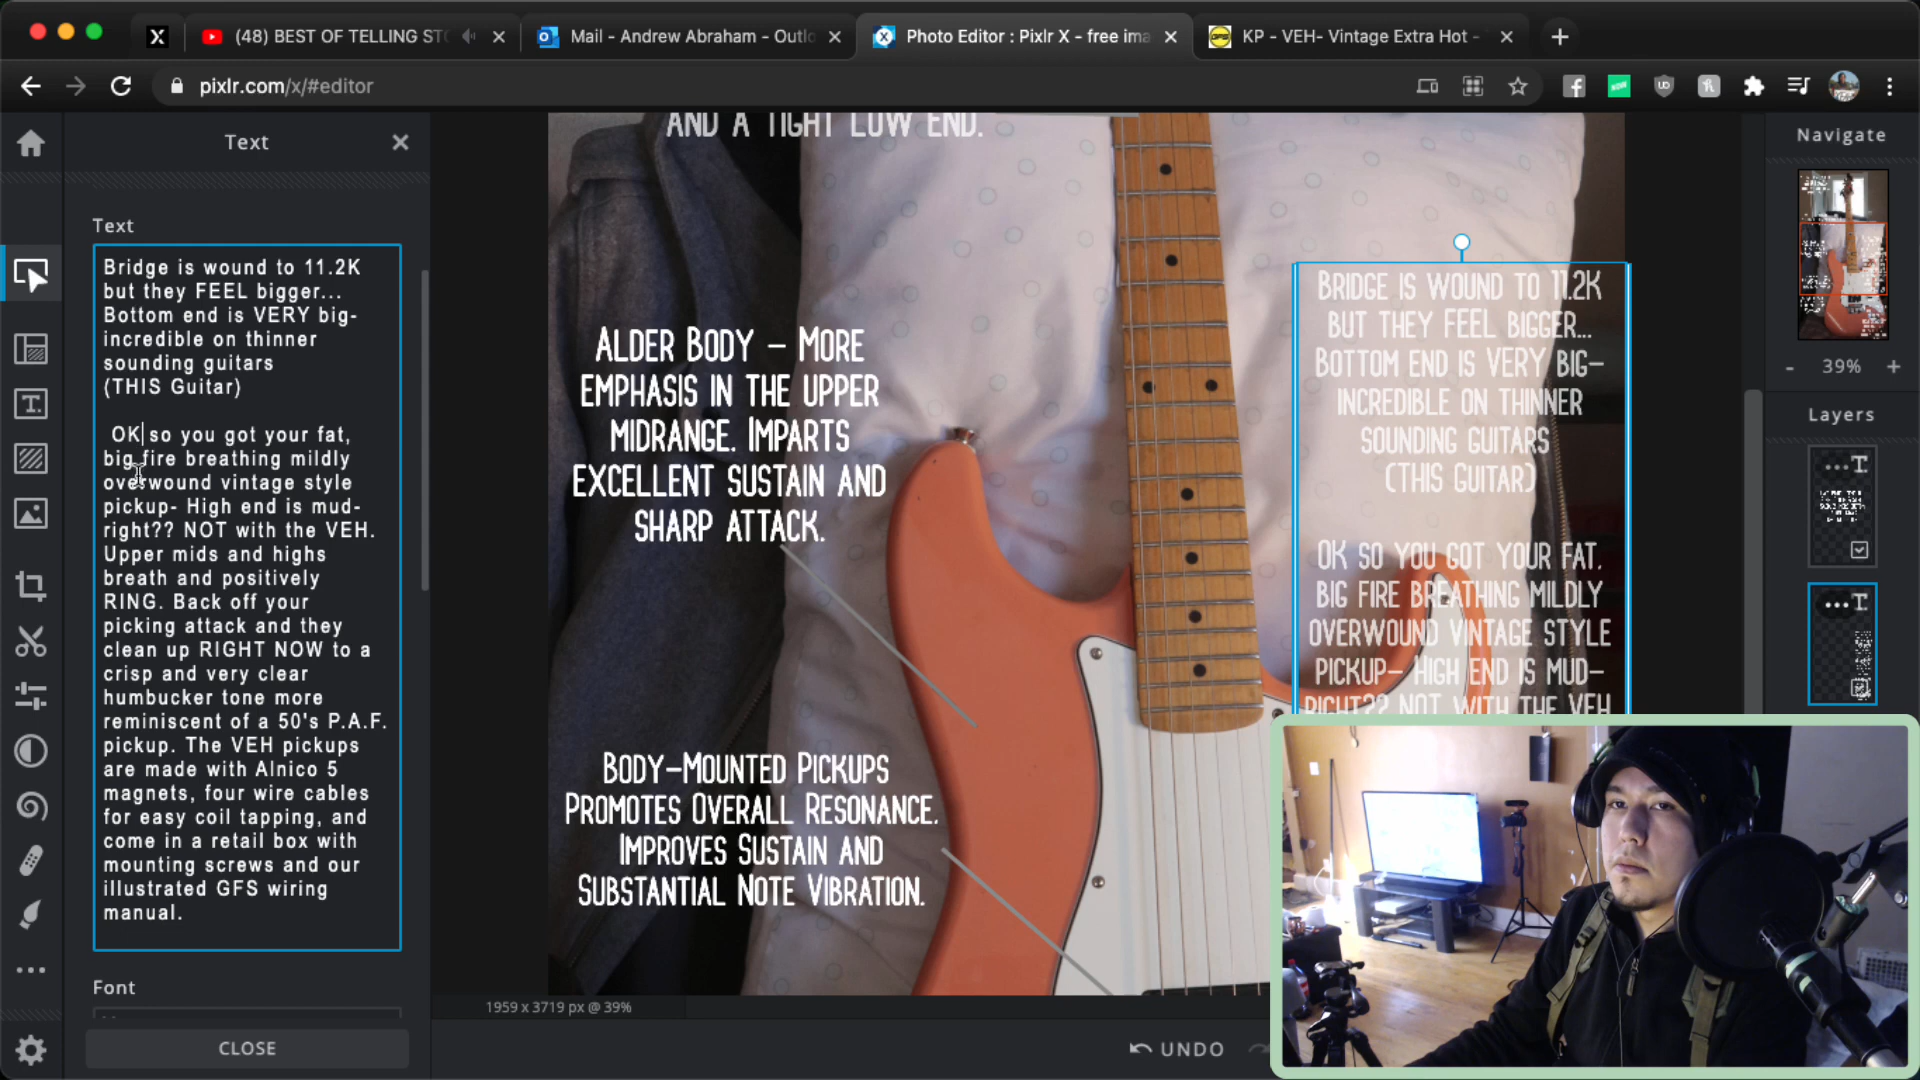 (48) BEST OF TELLING STO
Mail - Andrew Abraham - Outlo
Photo Editor : Pixlr X - free ima
KP - VEH- Vintage Extra Hot -
pixlr.com/x/#editor
Text
Text
Bridge is wound to 11.2K
but they FEEL bigger...
Bottom end is VERY big-
incredible on thinner
sounding guitars
(THIS Guitar)
OK so you got your fat,
big fire breathing mildly
overwound vintage style
pickup- High end is mud-
right?? NOT with the VEH.
Upper mids and highs
breath and positively
RING. Back off your
picking attack and they
clean up RIGHT NOW to a
crisp and very clear
humbucker tone more
reminiscent of a 50's P.A.F.
pickup. The VEH pickups
are made with Alnico 5
magnets, four wire cables
for easy coil tapping, and
come in a retail box with
mounting screws and our
illustrated GFS wiring
manual.
Font
CLOSE
AND A TIGHT LOW END.
ALDER BODY – MORE
EMPHASIS IN THE UPPER
MIDRANGE. IMPARTS
EXCELLENT SUSTAIN AND
SHARP ATTACK.
BODY-MOUNTED PICKUPS
PROMOTES OVERALL RESONANCE.
IMPROVES SUSTAIN AND
SUBSTANTIAL NOTE VIBRATION.
BRIDGE IS WOUND TO 11.2K
BUT THEY FEEL BIGGER...
BOTTOM END IS VERY BIG-
INCREDIBLE ON THINNER
SOUNDING GUITARS
(THIS GUITAR)
OK SO YOU GOT YOUR FAT,
BIG FIRE BREATHING MILDLY
OVERWOUND VINTAGE STYLE
PICKUP- HIGH END IS MUD-
RIGHT?? NOT WITH THE VEH
1959 x 3719 px @ 39%
UNDO
Navigate
- 39% +
Layers